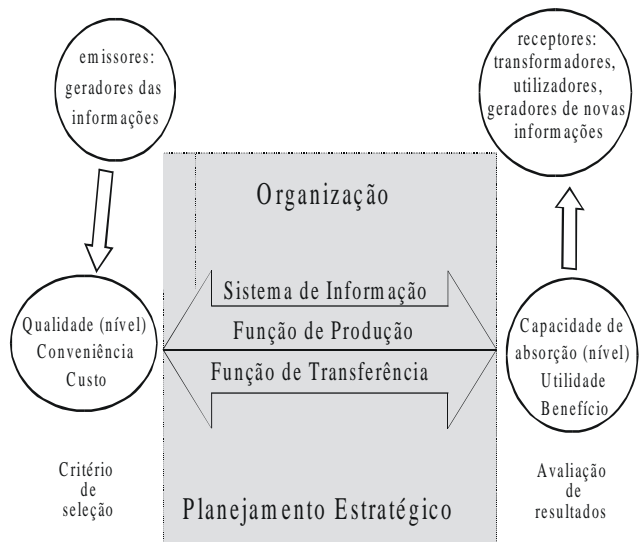 emissores:
geradores das
informações
receptores:
transformadores,
utilizadores,
geradores de novas
informações
Organização
Sistema de Informação
Função de Produção
Função de Transferência
Qualidade (nível)
Conveniência
Custo
Capacidade de
absorção (nível)
Utilidade
Benefício
Critério
de
seleção
Planejamento Estratégico
Avaliação
de
resultados